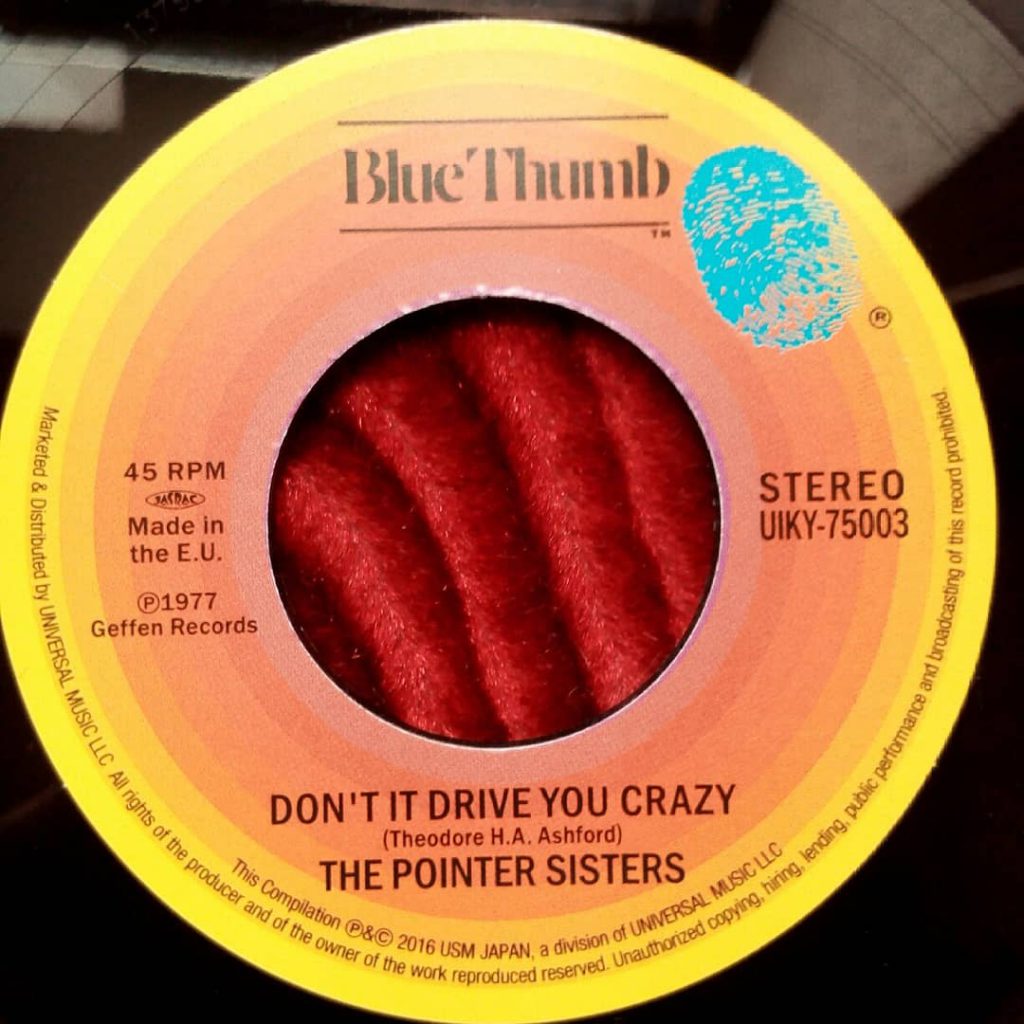 Blue Thumb
TM
®
45 RPM
JASRAC
Made in
the E.U.
℗1977
Geffen Records
STEREO
UIKY-75003
DON'T IT DRIVE YOU CRAZY
(Theodore H.A. Ashford)
THE POINTER SISTERS
This Compilation ℗&© 2016 USM JAPAN, a division of UNIVERSAL MUSIC LLC
Marketed & Distributed by UNIVERSAL MUSIC LLC All rights of the producer and of the owner of the work reproduced reserved. Unauthorized copying, hiring, lending, public performance and broadcasting of this record prohibited.